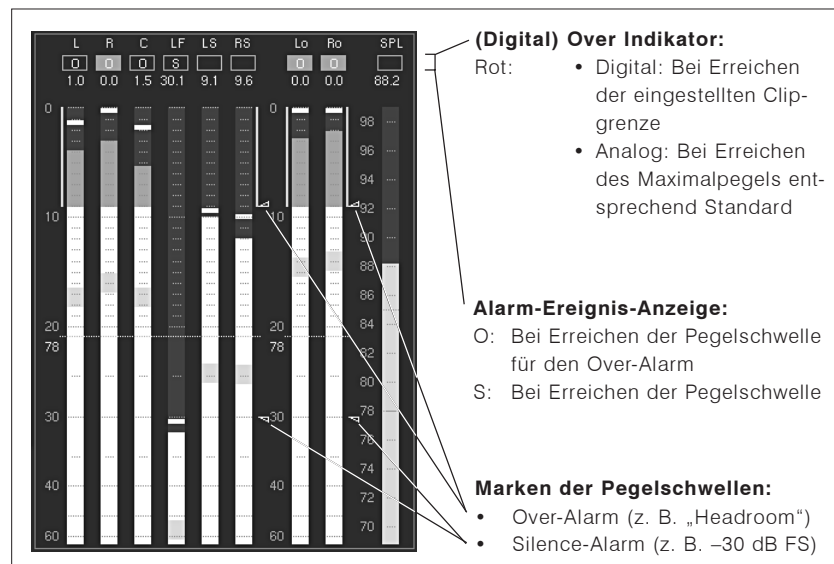 L R C LF LS RS Lo Ro SPL
O O O S O O
1.0 0.0 1.5 30.1 9.1 9.6 0.0 0.0 88.2
0 0
98
96
94
92
10 10
90
88
86
20 20
84
78 78
82
80
78
30 30
76
74
40 40
72
70
60 60
(Digital) Over Indikator:
Rot: • Digital: Bei Erreichen
der eingestellten Clip-
grenze
• Analog: Bei Erreichen
des Maximalpegels ent-
sprechend Standard
Alarm-Ereignis-Anzeige:
O: Bei Erreichen der Pegelschwelle
für den Over-Alarm
S: Bei Erreichen der Pegelschwelle
Marken der Pegelschwellen:
• Over-Alarm (z. B. „Headroom“)
• Silence-Alarm (z. B. –30 dB FS)